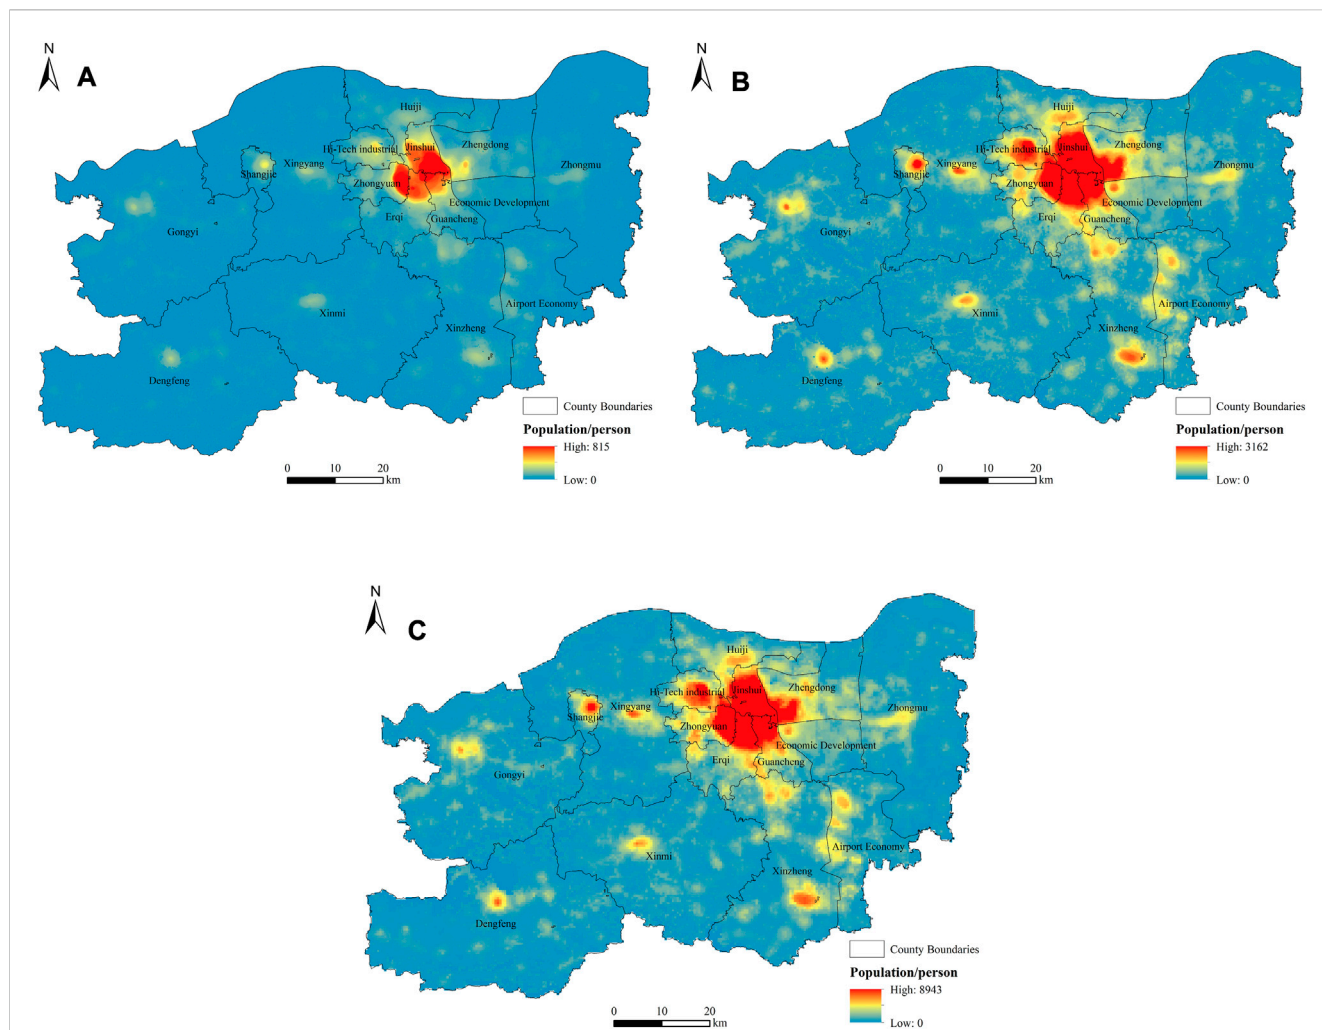 N
A
Huiji
Hi-Tech industrial
Jinshui
Zhengdong
Shangjie
Xingyang
Zhongmu
Zhongyuan
Economic Development
Erqi
Guancheng
Gongyi
Airport Economy
Xinmi
Xinzheng
Dengfeng
County Boundaries
Population/person
High: 815
Low: 0
0 10 20
km
N
B
Huiji
Hi-Tech industrial
Jinshui
Zhengdong
Shangjie
Xingyang
Zhongmu
Zhongyuan
Economic Development
Erqi
Guancheng
Gongyi
Airport Economy
Xinmi
Xinzheng
Dengfeng
County Boundaries
Population/person
High: 3162
Low: 0
0 10 20
km
N
C
Huiji
Hi-Tech industrial
Jinshui
Zhengdong
Shangjie
Xingyang
Zhongmu
Zhongyuan
Economic Development
Erqi
Guancheng
Gongyi
Airport Economy
Xinmi
Xinzheng
Dengfeng
County Boundaries
Population/person
High: 8943
Low: 0
0 10 20
km